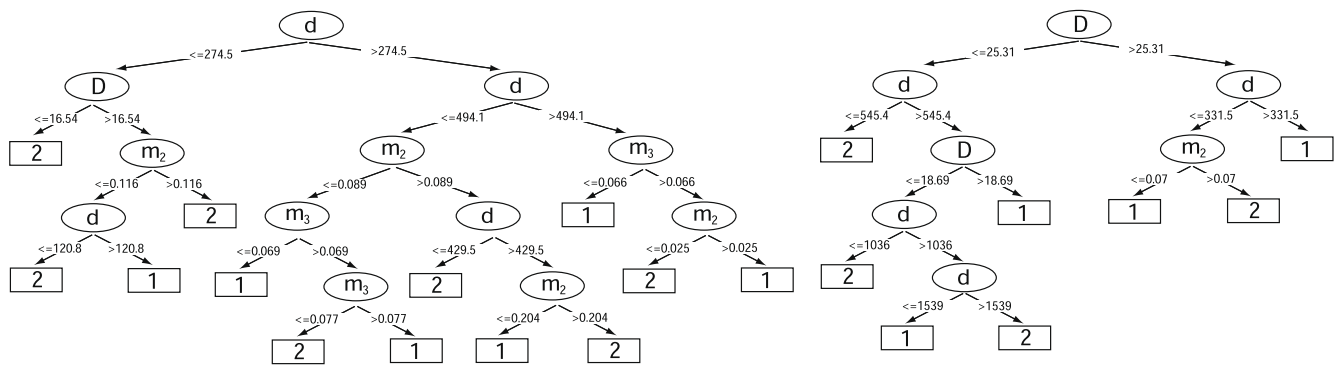 d D
<=274.5 >274.5 <=25.31 >25.31
D d d d
<=16.54 >16.54 <=494.1 >494.1 <=545.4 >545.4 <=331.5 >331.5
2 m₂ m₂ m₃ 2 D m₂ 1
<=0.116 >0.116 <=0.089 >0.089 <=0.066 >0.066 <=18.69 >18.69 <=0.07 >0.07
d 2 m₃ d 1 m₂ d 1 1 2
<=120.8 >120.8 <=0.069 >0.069 <=429.5 >429.5 <=0.025 >0.025 <=1036 >1036
2 1 1 m₃ 2 m₂ 2 1 2 d
<=0.077 >0.077 <=0.204 >0.204 <=1539 >1539
2 1 1 2 1 2